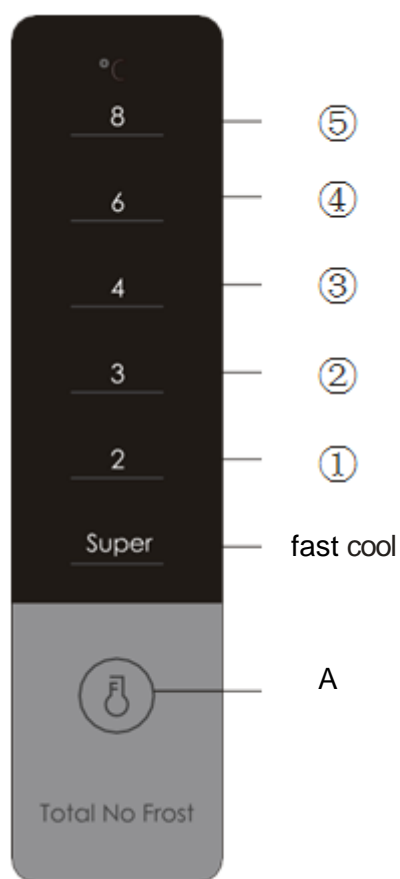 °C
8 ⑤
6 ④
4 ③
3 ②
2 ①
Super fast cool
A
Total No Frost